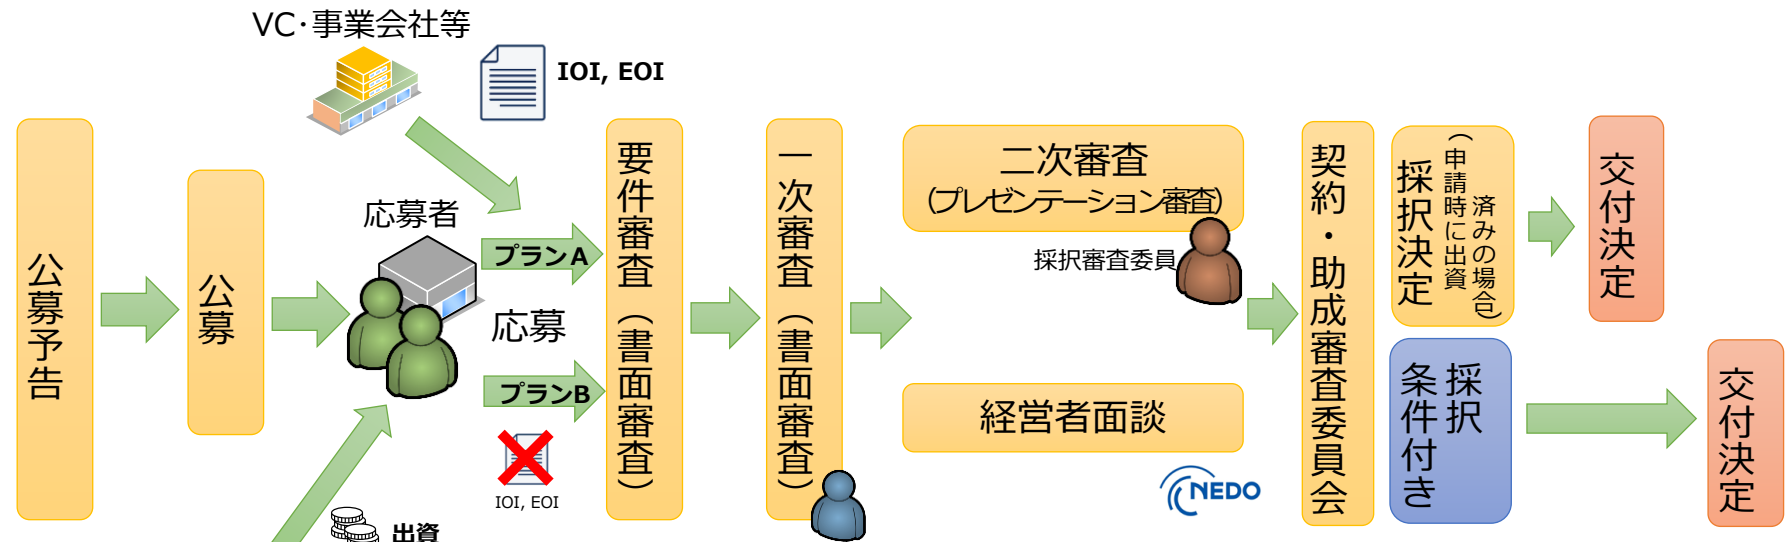 VC・事業会社等
IOI, EOI
公募予告
公募
応募者
プランA
応募
プランB
IOI, EOI
出資
要件審査（書面審査）
一次審査（書面審査）
二次審査
（プレゼンテーション審査）
採択審査委員
経営者面談
NEDO
契約・助成審査委員会
採択決定
（申請時に出資
済みの場合）
交付決定
条件付き
採択
交付決定